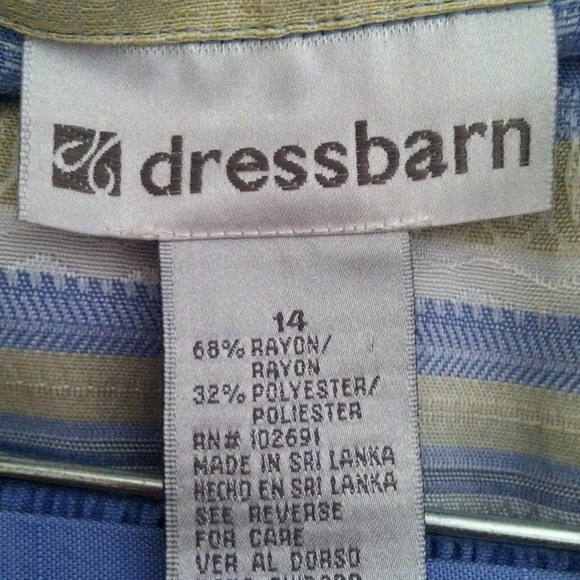 dressbarn
14
68% RAYON/
RAYON
32% POLYESTER/
POLIESTER
RN# 102691
MADE IN SRI LANKA
HECHO EN SRI LANKA
SEE REVERSE
FOR CARE
VER AL DORSO